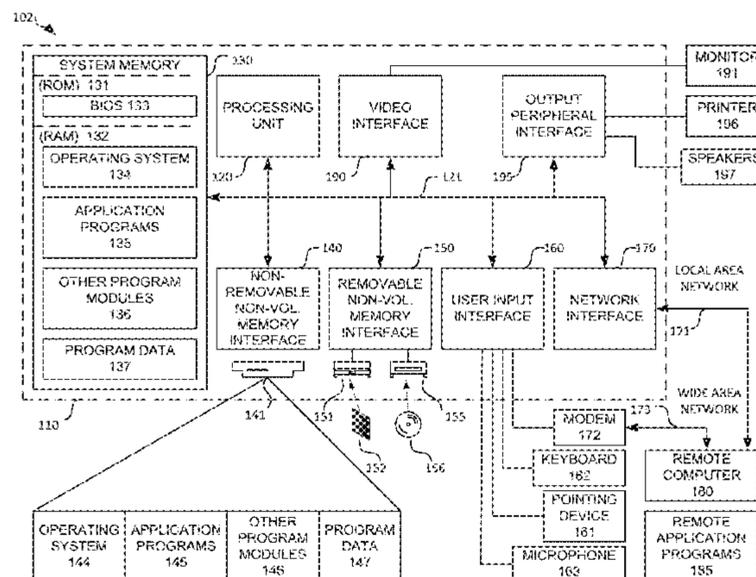 102
SYSTEM MEMORY
130
(ROM) 131
BIOS 133
(RAM) 132
OPERATING SYSTEM
134
APPLICATION
PROGRAMS
135
OTHER PROGRAM
MODULES
136
PROGRAM DATA
137
110
PROCESSING
UNIT
120
VIDEO
INTERFACE
190
OUTPUT
PERIPHERAL
INTERFACE
195
121
MONITOR
191
PRINTER
196
SPEAKERS
197
NON-
REMOVABLE
NON-VOL.
MEMORY
INTERFACE
140
REMOVABLE
NON-VOL.
MEMORY
INTERFACE
150
USER INPUT
INTERFACE
160
NETWORK
INTERFACE
170
LOCAL AREA
NETWORK
171
141
151
152
155
156
WIDE AREA
NETWORK
173
MODEM
172
KEYBOARD
162
POINTING
DEVICE
161
MICROPHONE
163
REMOTE
COMPUTER
180
REMOTE
APPLICATION
PROGRAMS
185
OPERATING
SYSTEM
144
APPLICATION
PROGRAMS
145
OTHER
PROGRAM
MODULES
146
PROGRAM
DATA
147